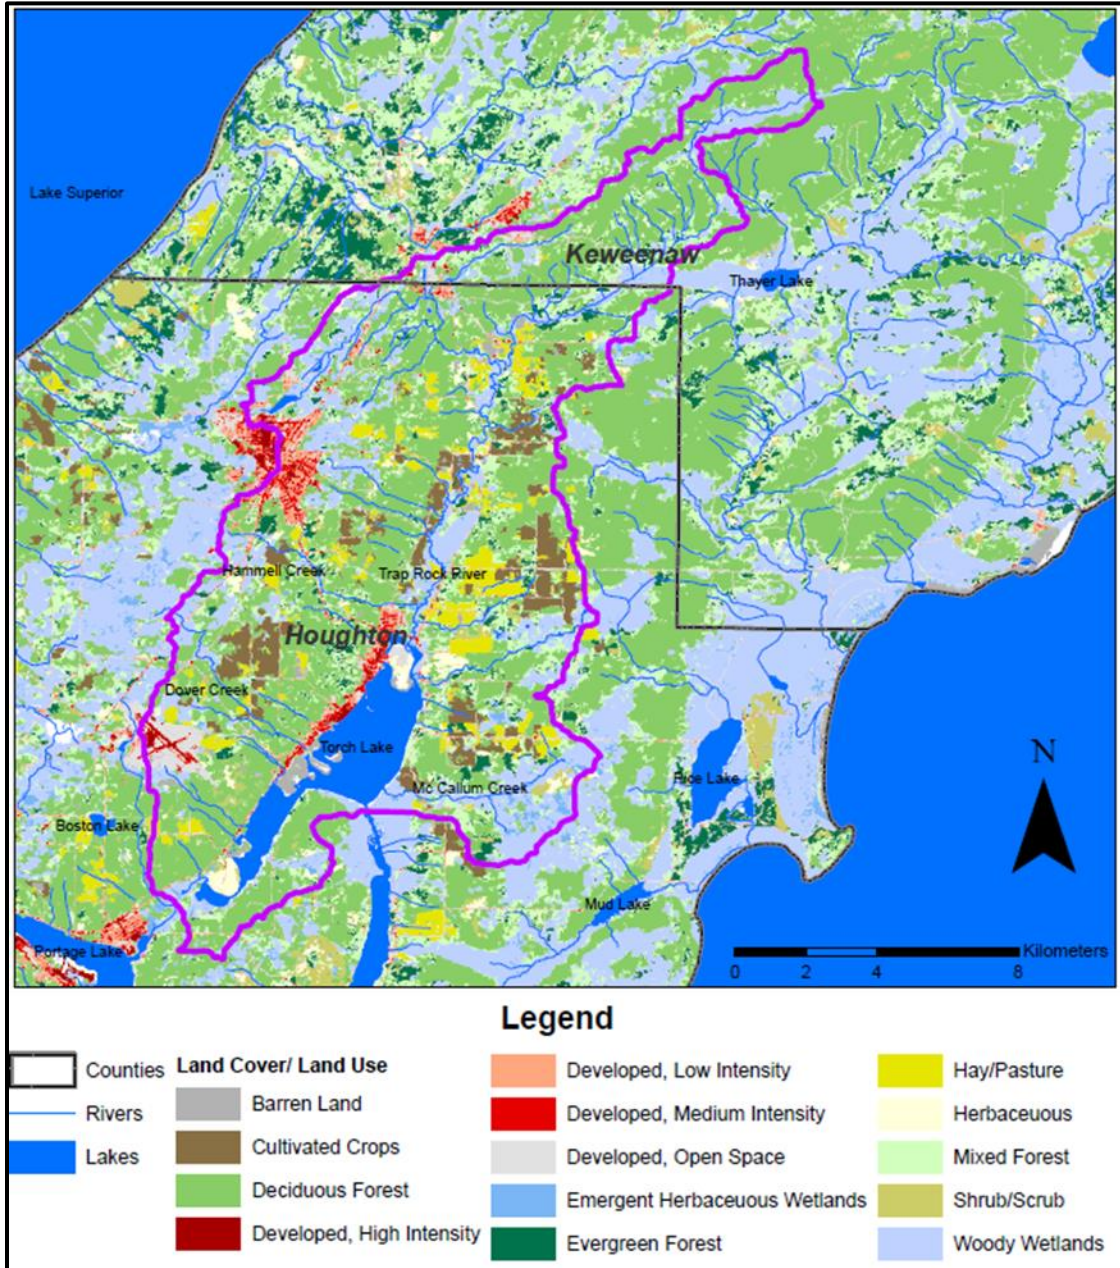 Lake Superior
Keweenaw
Thayer Lake
Hammell Creek
Trap Rock River
Houghton
Dover Creek
Torch Lake
Rice Lake
Mc Callum Creek
Boston Lake
Mud Lake
Portage Lake
N
Kilometers
0 2 4 8
Legend
Counties
Rivers
Lakes
Land Cover/ Land Use
Barren Land
Cultivated Crops
Deciduous Forest
Developed, High Intensity
Developed, Low Intensity
Developed, Medium Intensity
Developed, Open Space
Emergent Herbaceuous Wetlands
Evergreen Forest
Hay/Pasture
Herbaceuous
Mixed Forest
Shrub/Scrub
Woody Wetlands